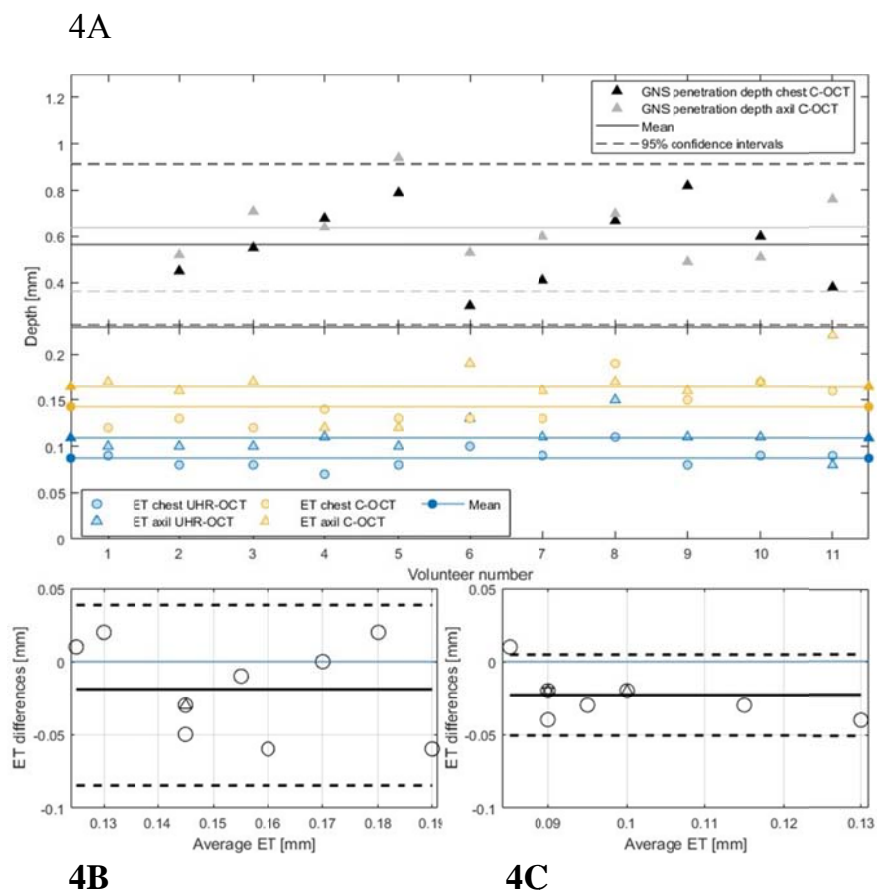 4A
1.2
1
0.8
0.6
0.4
0.2
0.15
0.1
0.05
0
Depth [mm]
GNS penetration depth chest C-OCT
GNS penetration depth axil C-OCT
Mean
95% confidence intervals
ET chest UHR-OCT
ET axil UHR-OCT
ET chest C-OCT
ET axil C-OCT
Mean
1 2 3 4 5 6 7 8 9 10 11
Volunteer number
0.05
0
-0.05
-0.1
ET differences [mm]
0.13 0.14 0.15 0.16 0.17 0.18 0.19
Average ET [mm]
0.05
0
-0.05
-0.1
ET differences [mm]
0.09 0.1 0.11 0.12 0.13
Average ET [mm]
4B
4C